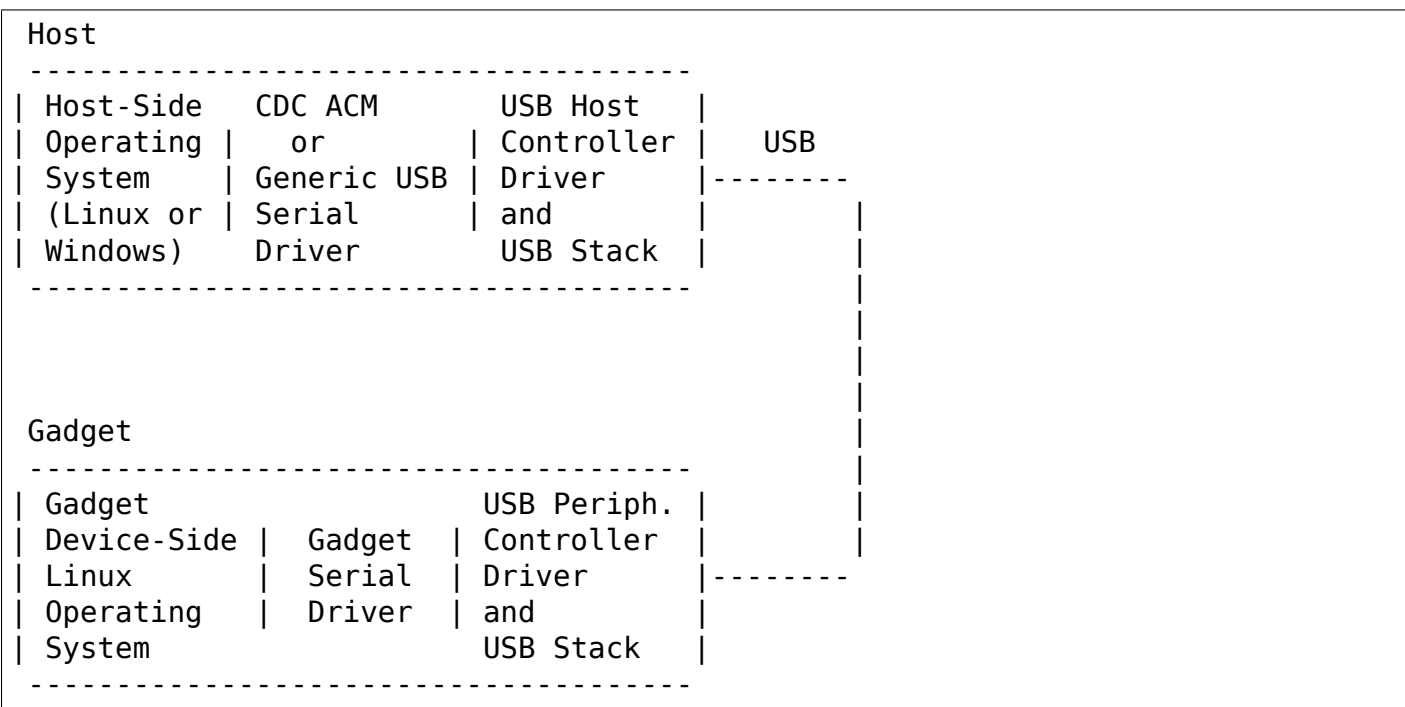 Host
--------------------------------------
| Host-Side   CDC ACM       USB Host   |
| Operating |   or        | Controller |   USB
| System    | Generic USB | Driver     |--------
| (Linux or | Serial      | and        |        |
| Windows)    Driver        USB Stack  |        |
--------------------------------------         |
                                               |
                                               |
                                               |
Gadget                                         |
--------------------------------------         |
| Gadget                   USB Periph. |        |
| Device-Side |  Gadget  | Controller  |        |
| Linux       |  Serial  | Driver      |--------
| Operating   |  Driver  | and         |
| System                   USB Stack   |
--------------------------------------